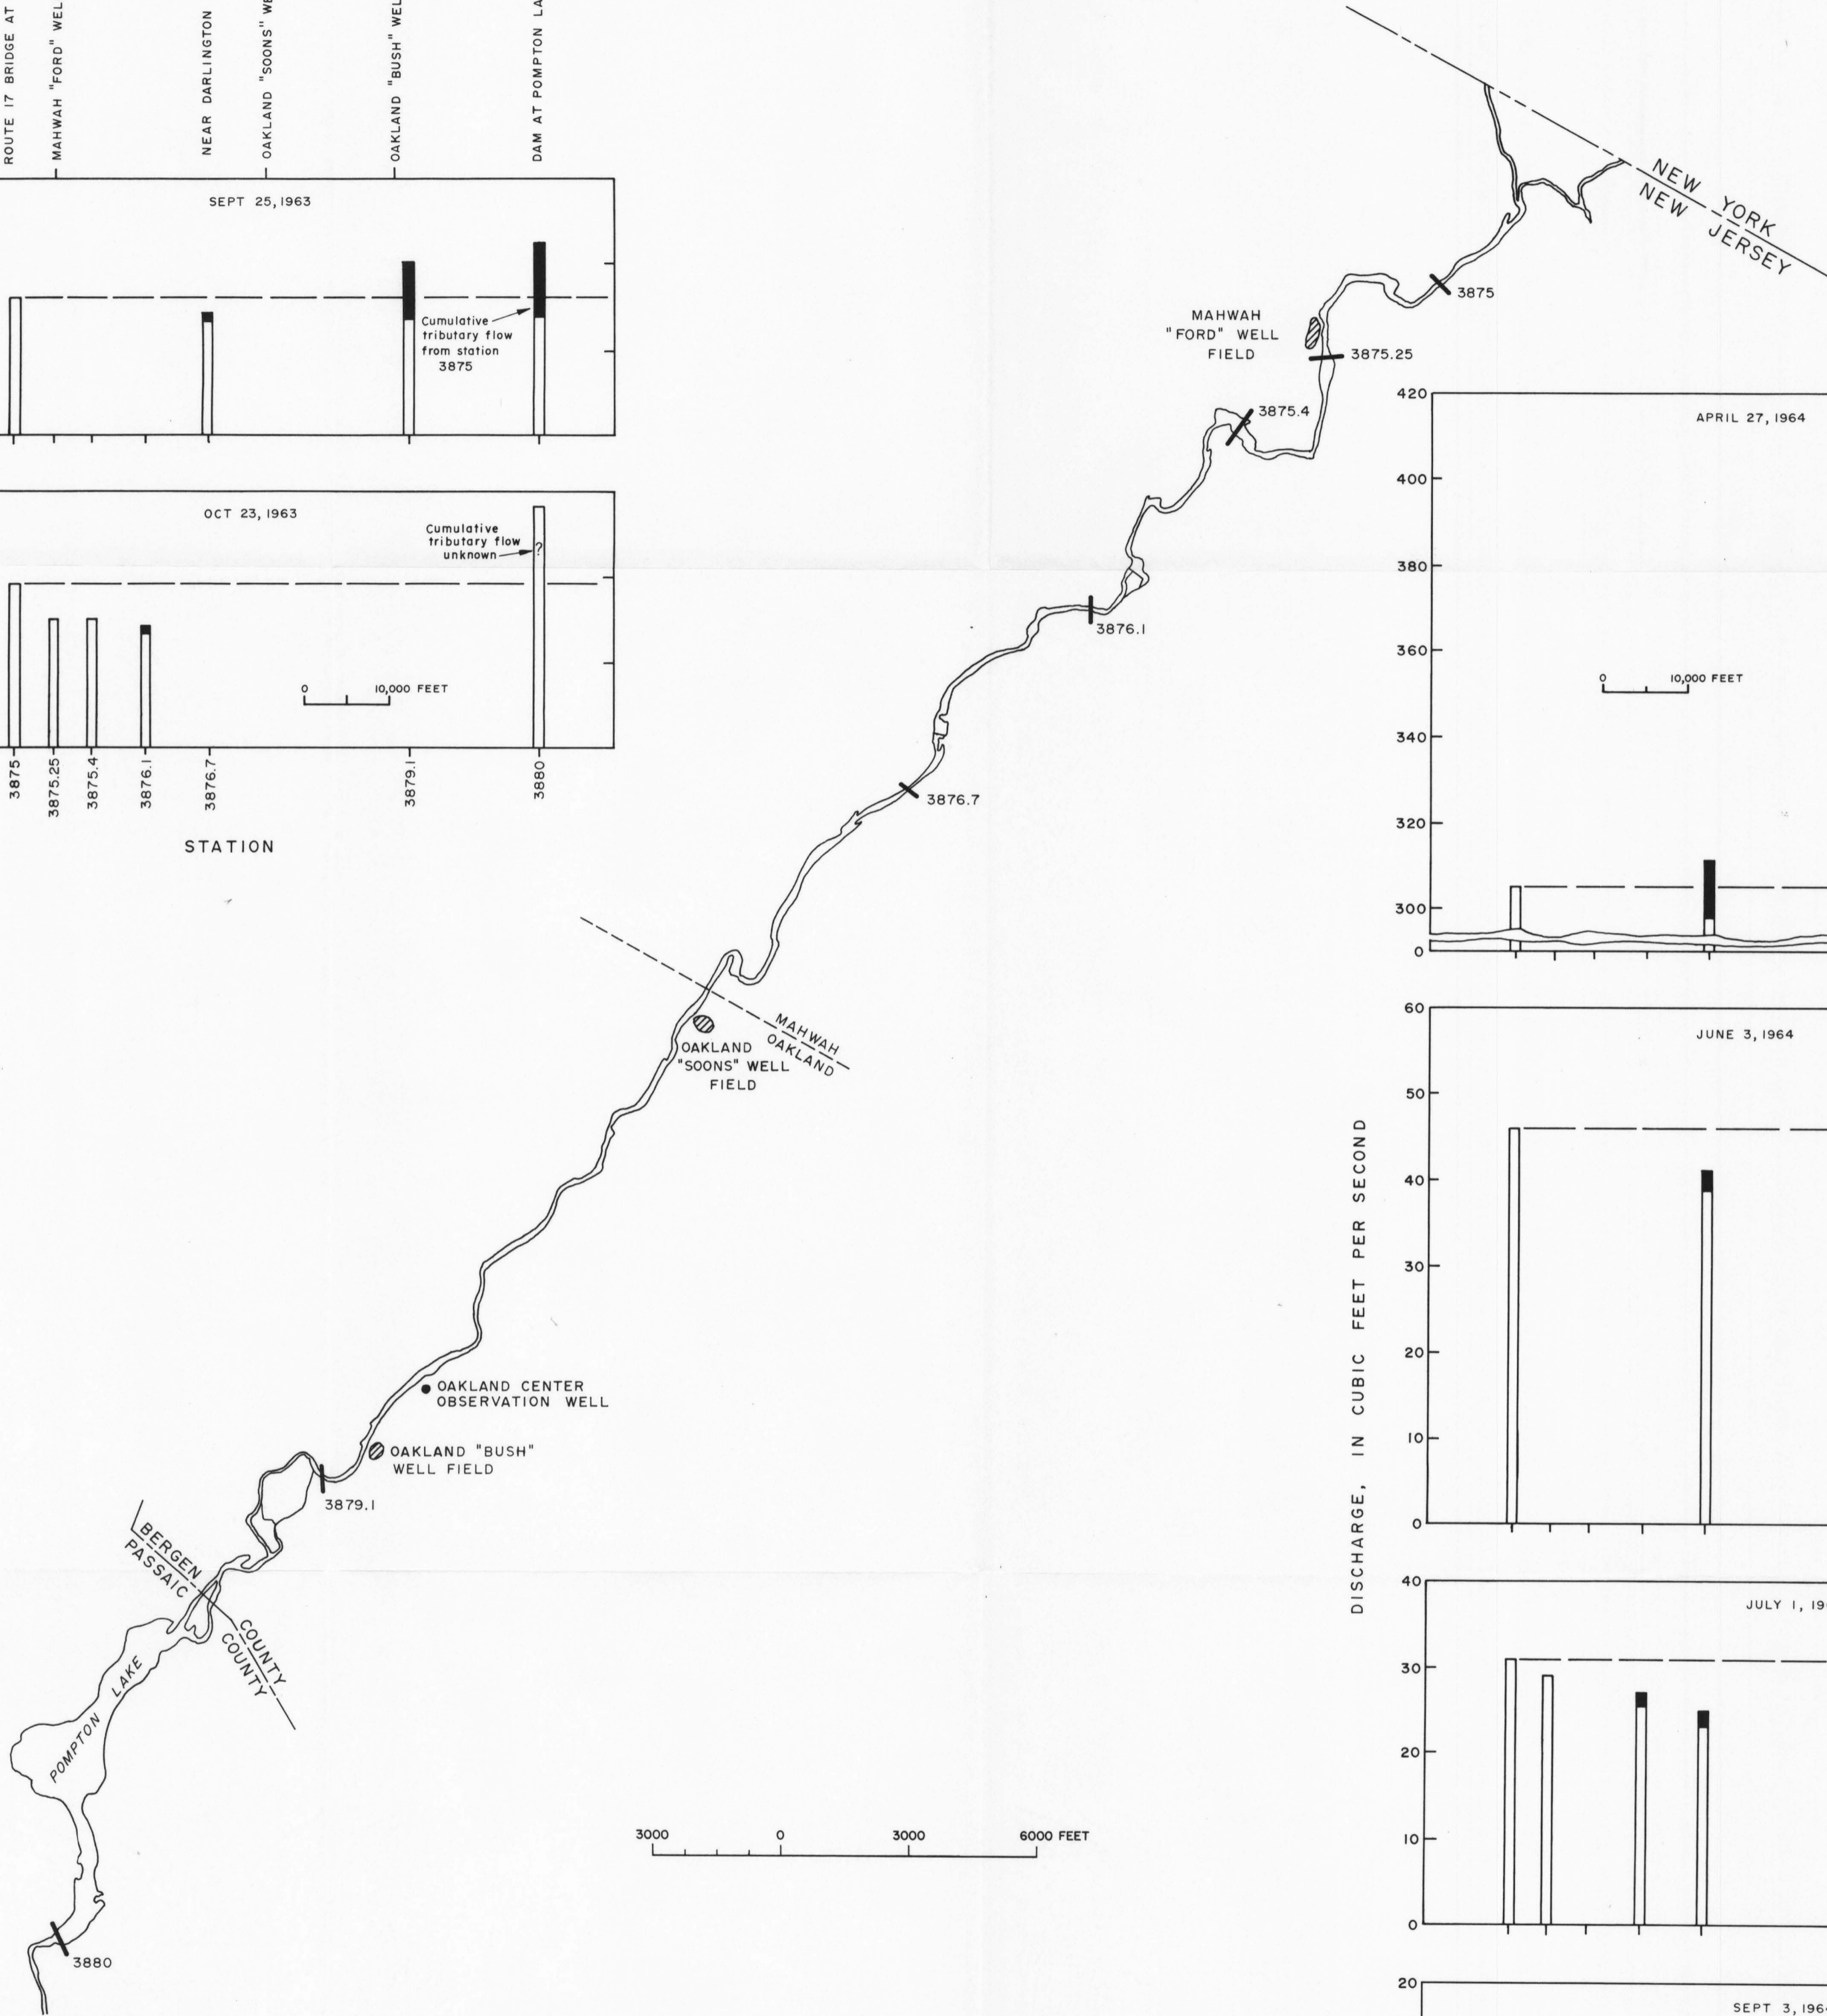 ROUTE 17 BRIDGE AT
MAHWAH "FORD" WEL
NEAR DARLINGTON
OAKLAND "SOONS" WE
OAKLAND "BUSH" WEL
DAM AT POMPTON LA
SEPT 25, 1963
Cumulative
tributary flow
from station
3875
OCT 23, 1963
Cumulative
tributary flow
unknown
?
0 10,000 FEET
3875
3875.25
3875.4
3876.1
3876.7
3879.1
3880
STATION
NEW YORK
NEW JERSEY
3875
MAHWAH
"FORD" WELL
FIELD
3875.25
3875.4
3876.1
3876.7
MAHWAH
OAKLAND
OAKLAND
"SOONS" WELL
FIELD
OAKLAND CENTER
OBSERVATION WELL
OAKLAND "BUSH"
WELL FIELD
3879.1
BERGEN COUNTY
PASSAIC COUNTY
POMPTON LAKE
3880
3000 0 3000 6000 FEET
DISCHARGE, IN CUBIC FEET PER SECOND
420
APRIL 27, 1964
400
380
360
0 10,000 FEET
340
320
300
0
60
JUNE 3, 1964
50
40
30
20
10
0
40
JULY 1, 19
30
20
10
0
20
SEPT 3, 196